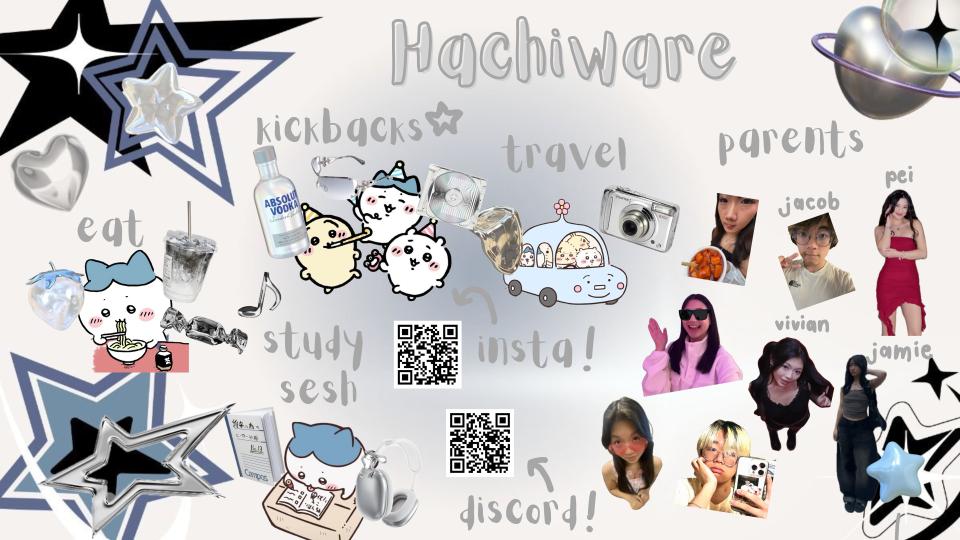 Hachiware
kickbacks
travel
parents
pei
jacob
eat
ABSOLUT
VODKA
vivian
jamie
study
sesh
insta!
Campus
discord!